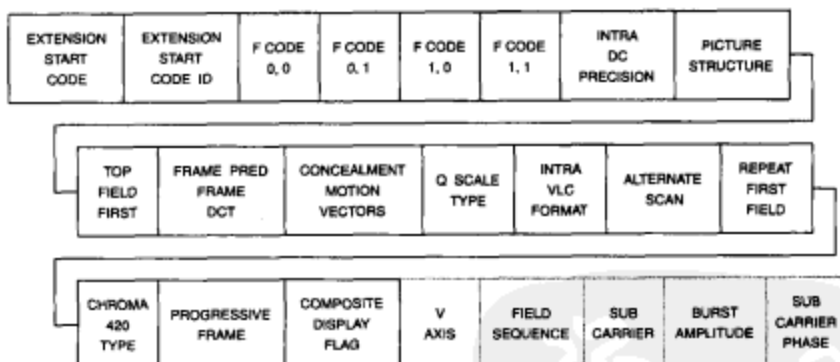 EXTENSION START CODE
EXTENSION START CODE ID
F CODE 0, 0
F CODE 0, 1
F CODE 1, 0
F CODE 1, 1
INTRA DC PRECISION
PICTURE STRUCTURE
TOP FIELD FIRST
FRAME PRED FRAME DCT
CONCEALMENT MOTION VECTORS
Q SCALE TYPE
INTRA VLC FORMAT
ALTERNATE SCAN
REPEAT FIRST FIELD
CHROMA 420 TYPE
PROGRESSIVE FRAME
COMPOSITE DISPLAY FLAG
V AXIS
FIELD SEQUENCE
SUB CARRIER
BURST AMPLITUDE
SUB CARRIER PHASE